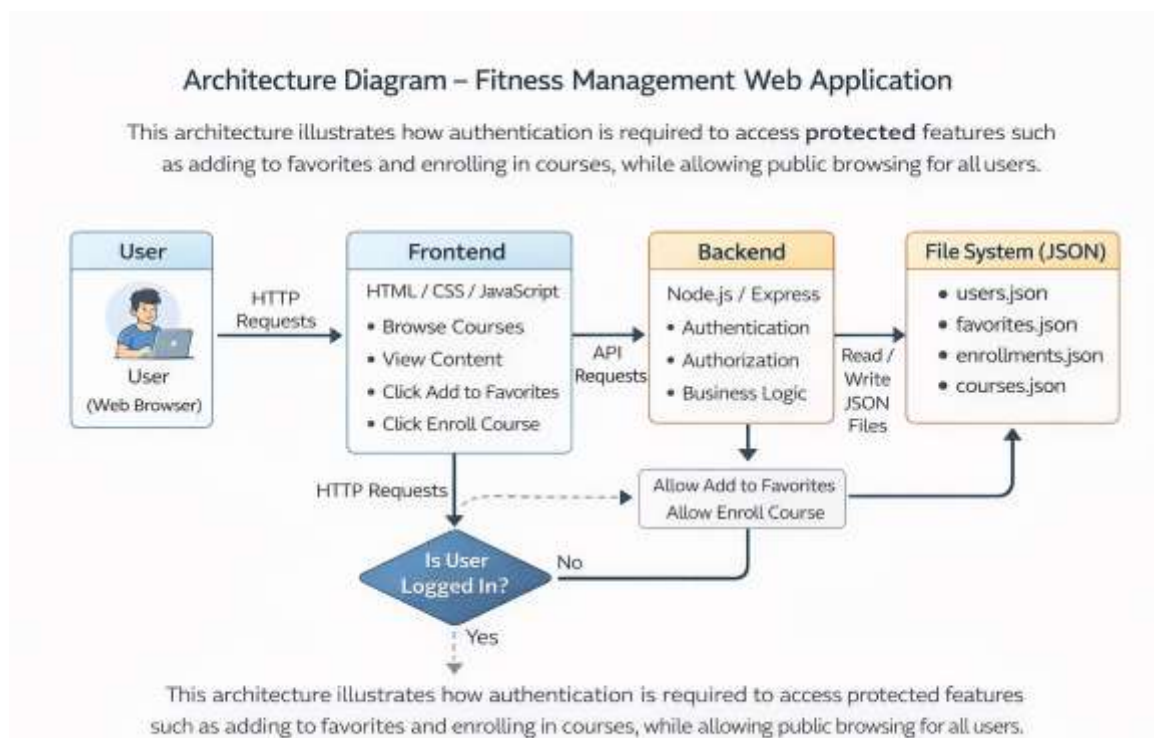 Architecture Diagram – Fitness Management Web Application
This architecture illustrates how authentication is required to access protected features such
as adding to favorites and enrolling in courses, while allowing public browsing for all users.
User
User
(Web Browser)
HTTP
Requests
Frontend
HTML / CSS / JavaScript
• Browse Courses
• View Content
• Click Add to Favorites
• Click Enroll Course
API
Requests
Backend
Node.js / Express
• Authentication
• Authorization
• Business Logic
Read /
Write
JSON
Files
File System (JSON)
• users.json
• favorites.json
• enrollments.json
• courses.json
HTTP Requests
Allow Add to Favorites
Allow Enroll Course
Is User
Logged In?
No
Yes
This architecture illustrates how authentication is required to access protected features
such as adding to favorites and enrolling in courses, while allowing public browsing for all users.